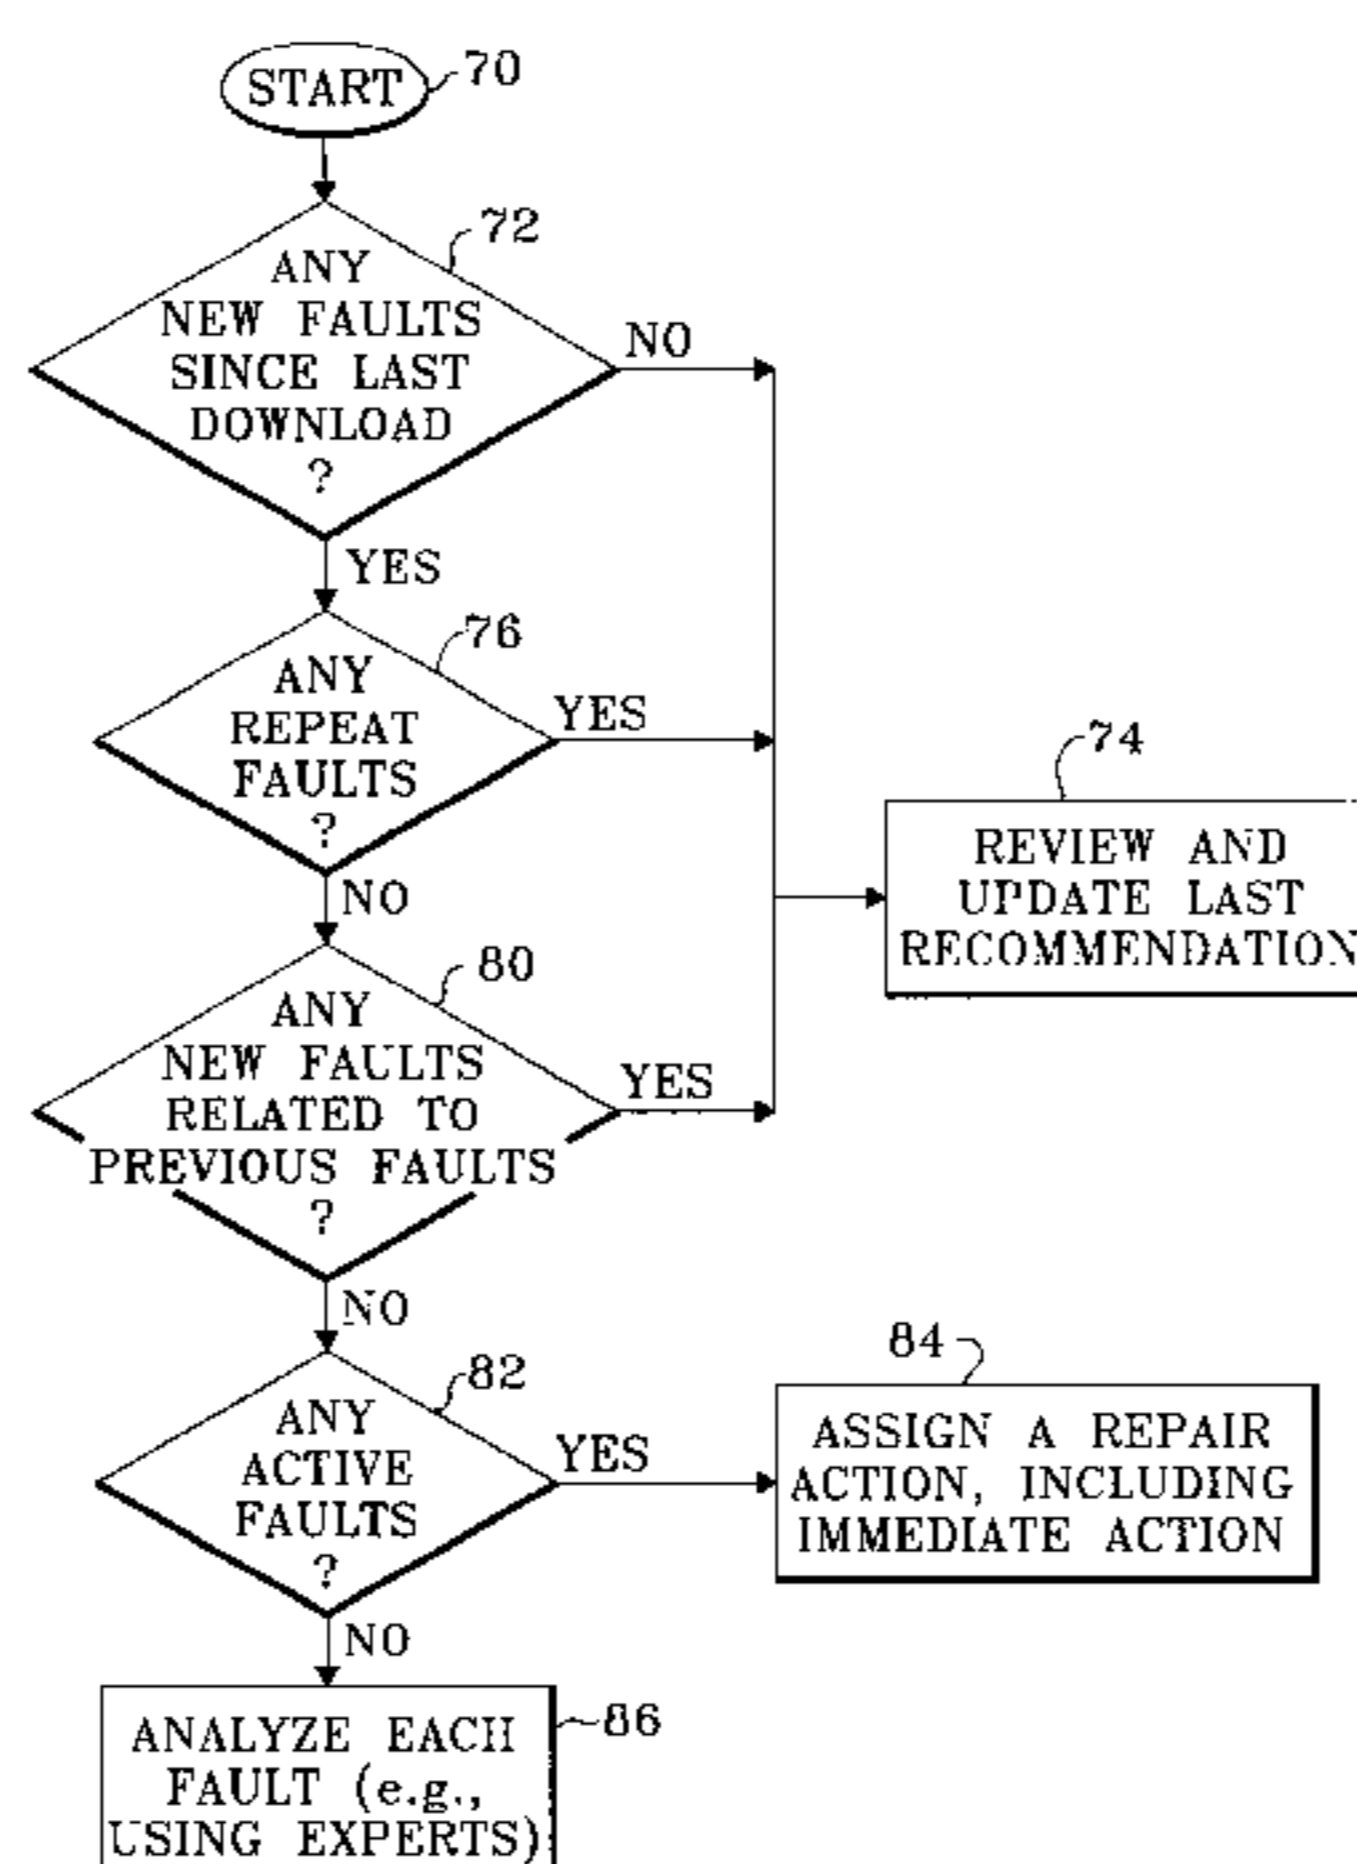 START
70
72
ANY
NEW FAULTS
SINCE LAST
DOWNLOAD
?
NO
YES
76
ANY
REPEAT
FAULTS
?
YES
NO
74
REVIEW AND
UPDATE LAST
RECOMMENDATION
80
ANY
NEW FAULTS
RELATED TO
PREVIOUS FAULTS
?
YES
NO
82
ANY
ACTIVE
FAULTS
?
YES
84
ASSIGN A REPAIR
ACTION, INCLUDING
IMMEDIATE ACTION
NO
86
ANALYZE EACH
FAULT (e.g.,
USING EXPERTS)